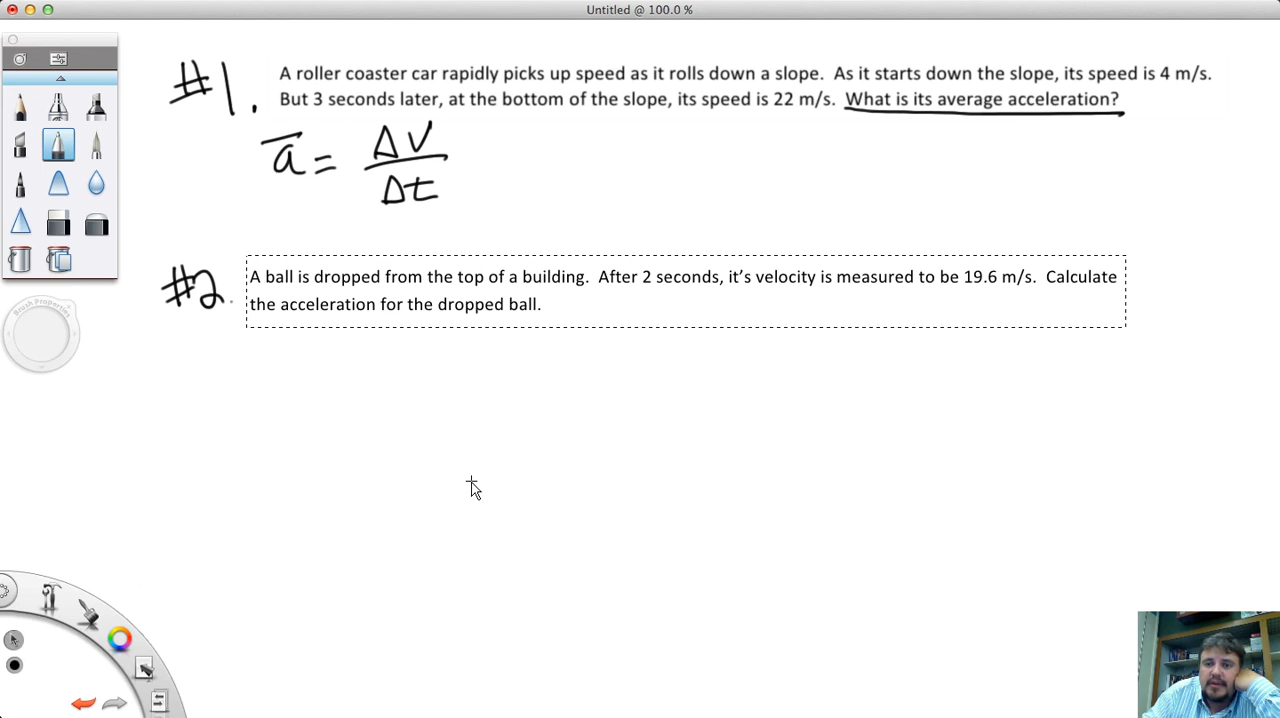 Untitled @ 100.0 %
#1. A roller coaster car rapidly picks up speed as it rolls down a slope. As it starts down the slope, its speed is 4 m/s.
But 3 seconds later, at the bottom of the slope, its speed is 22 m/s. What is its average acceleration?
a̅ = ΔV / Δt
#2. A ball is dropped from the top of a building. After 2 seconds, it’s velocity is measured to be 19.6 m/s. Calculate
the acceleration for the dropped ball.
Brush Properties